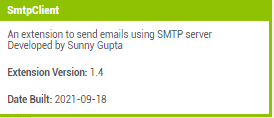 SmtpClient
An extension to send emails using SMTP server
Developed by Sunny Gupta
Extension Version: 1.4
Date Built: 2021-09-18